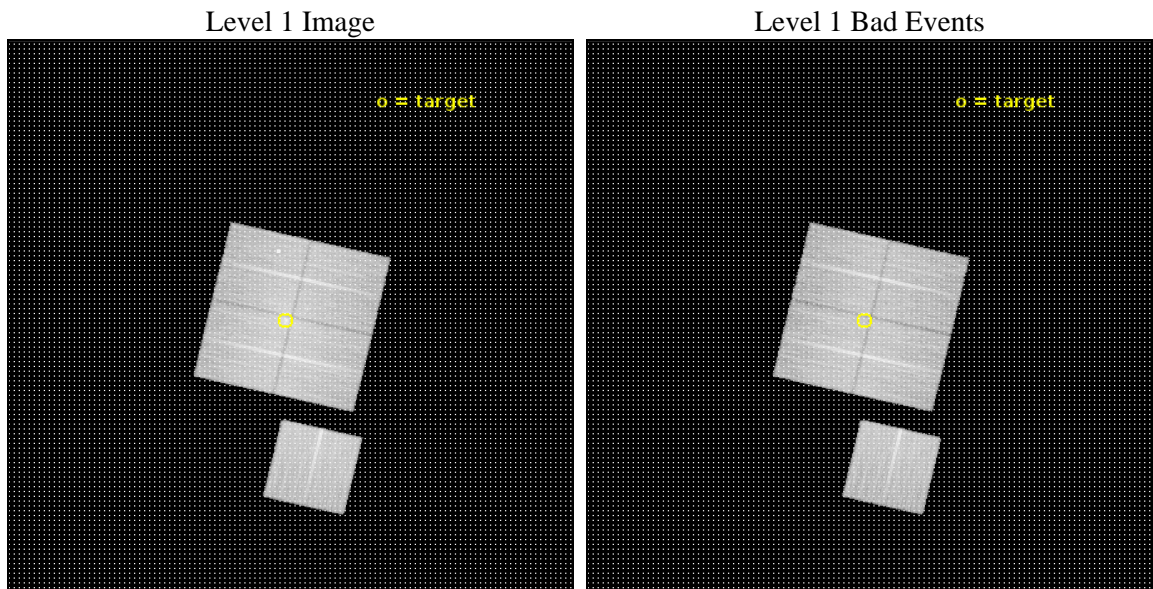 Level 1 Image
Level 1 Bad Events
o = target
o = target